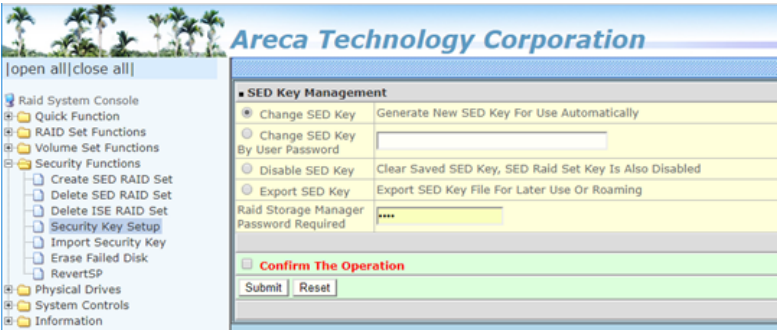 Areca Technology Corporation
|open all|close all|
Raid System Console
Quick Function
RAID Set Functions
Volume Set Functions
Security Functions
Create SED RAID Set
Delete SED RAID Set
Delete ISE RAID Set
Security Key Setup
Import Security Key
Erase Failed Disk
RevertSP
Physical Drives
System Controls
Information
SED Key Management
Change SED Key Generate New SED Key For Use Automatically
Change SED Key
By User Password
Disable SED Key Clear Saved SED Key, SED Raid Set Key Is Also Disabled
Export SED Key Export SED Key File For Later Use Or Roaming
Raid Storage Manager
Password Required ••••
Confirm The Operation
Submit Reset